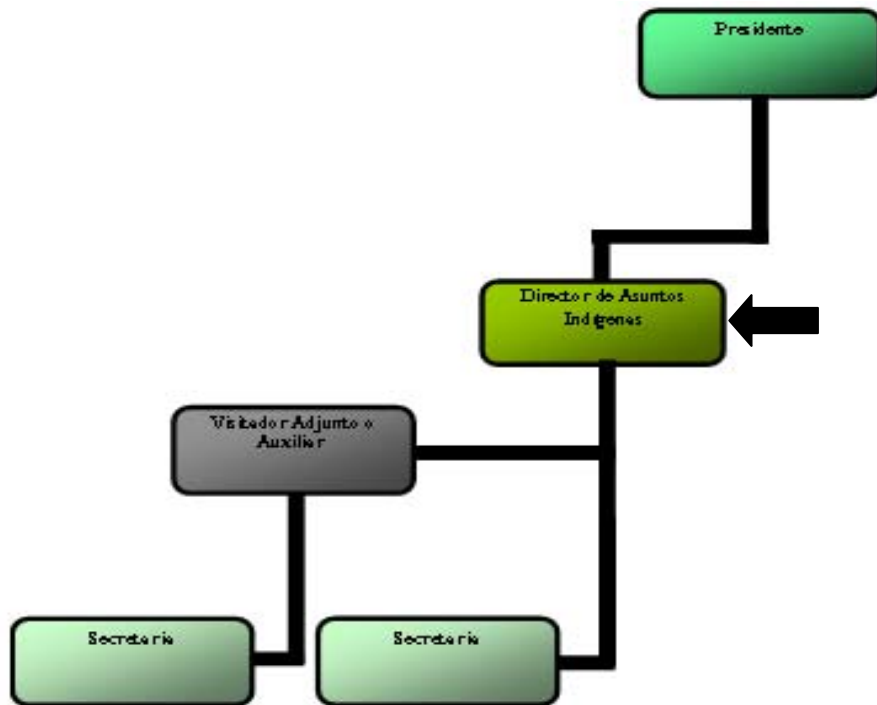 Presidente
Director de Asuntos
Indígenas
Visitador Adjunto o
Auxiliar
Secretaria
Secretaria